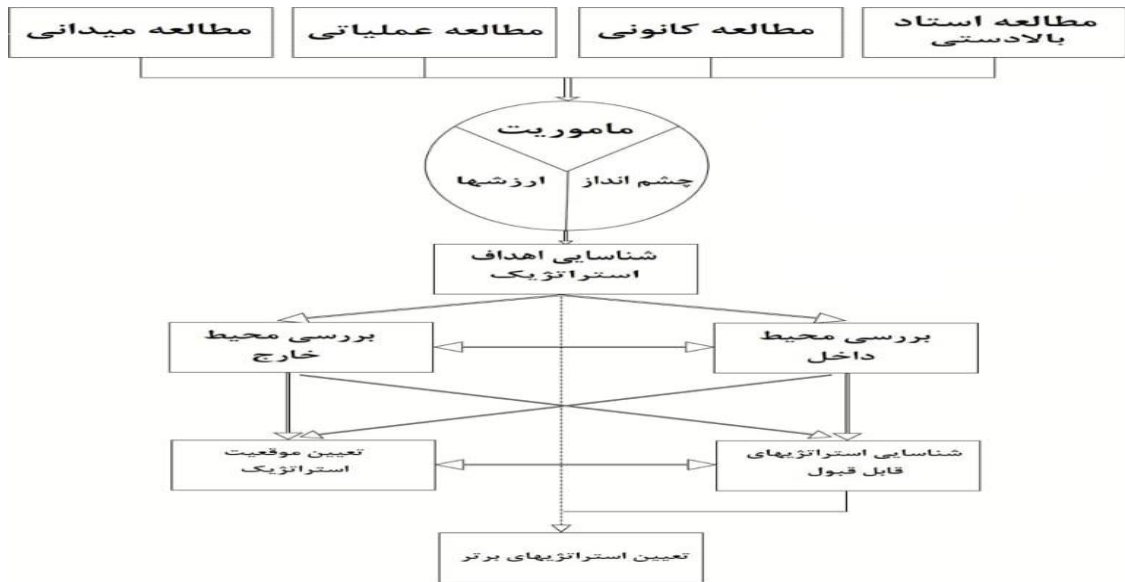 مطالعه استاد
بالادستی
مطالعه کانونی
مطالعه عملیاتی
مطالعه میدانی
ماموریت
چشم انداز
ارزشها
شناسایی اهداف
استراتژیک
بررسی محیط
داخل
بررسی محیط
خارج
شناسایی استراتژیهای
قابل قبول
تعیین موقعیت
استراتژیک
تعیین استراتژیهای برتر